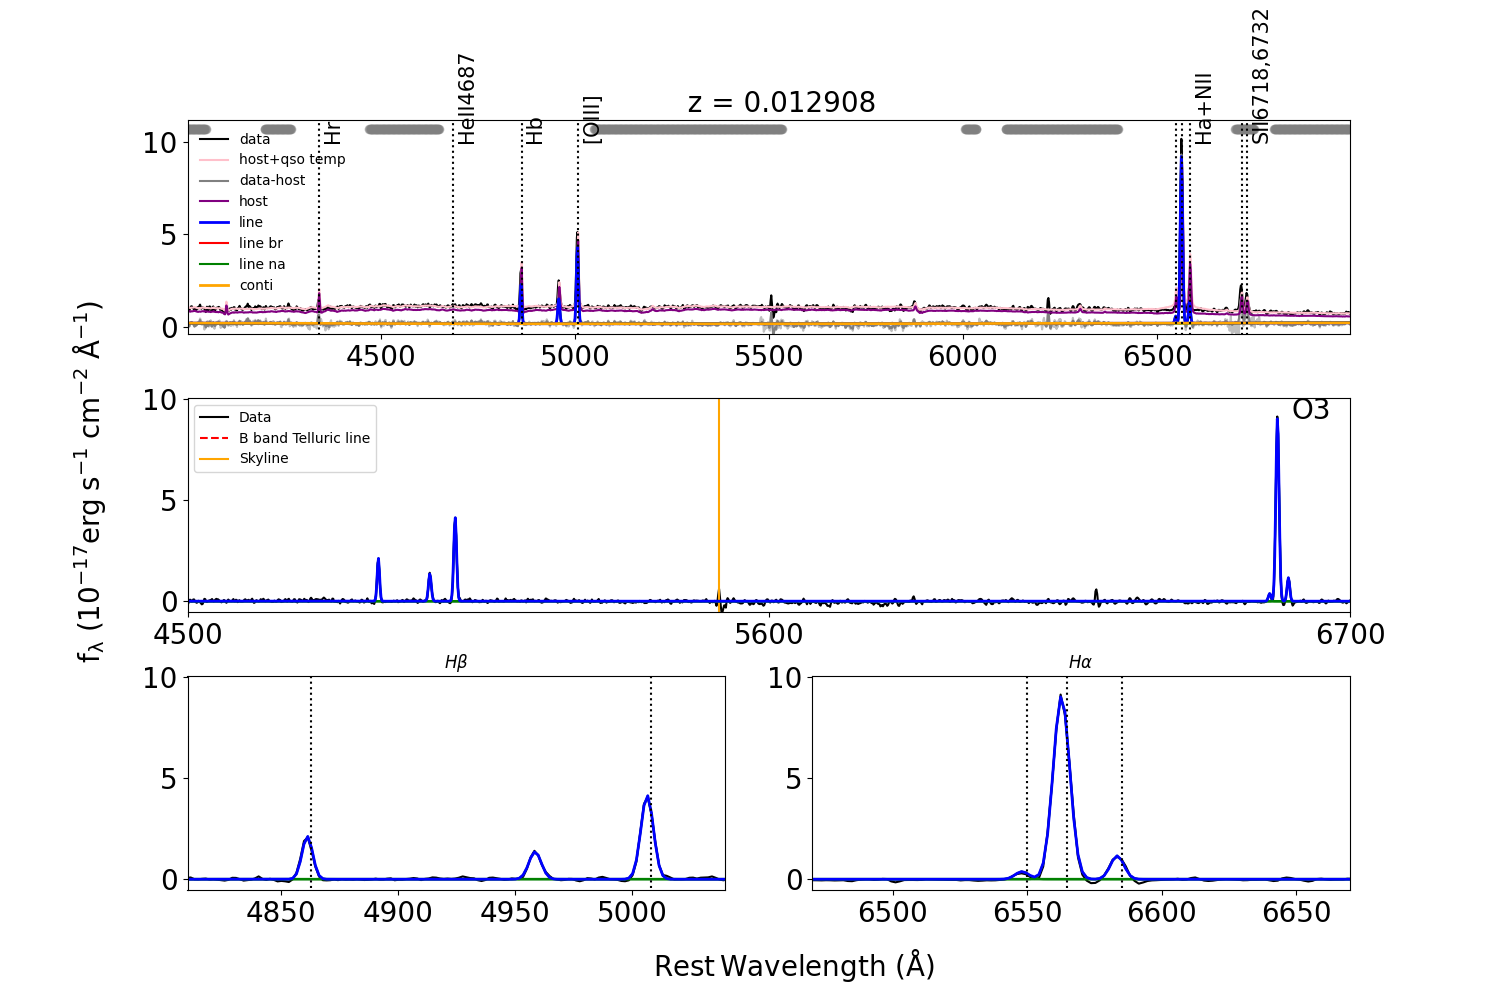 z = 0.012908
Hr
HeII4687
Hb
[OIII]
Ha+NII
SII6718,6732
data
host+qso temp
data-host
host
line
line br
line na
conti
10
5
0
4500
5000
5500
6000
6500
fλ (10⁻¹⁷erg s⁻¹ cm⁻² Å⁻¹)
O3
Data
B band Telluric line
Skyline
10
5
0
4500
5600
6700
Hβ
10
5
0
4850
4900
4950
5000
Hα
10
5
0
6500
6550
6600
6650
Rest Wavelength (Å)